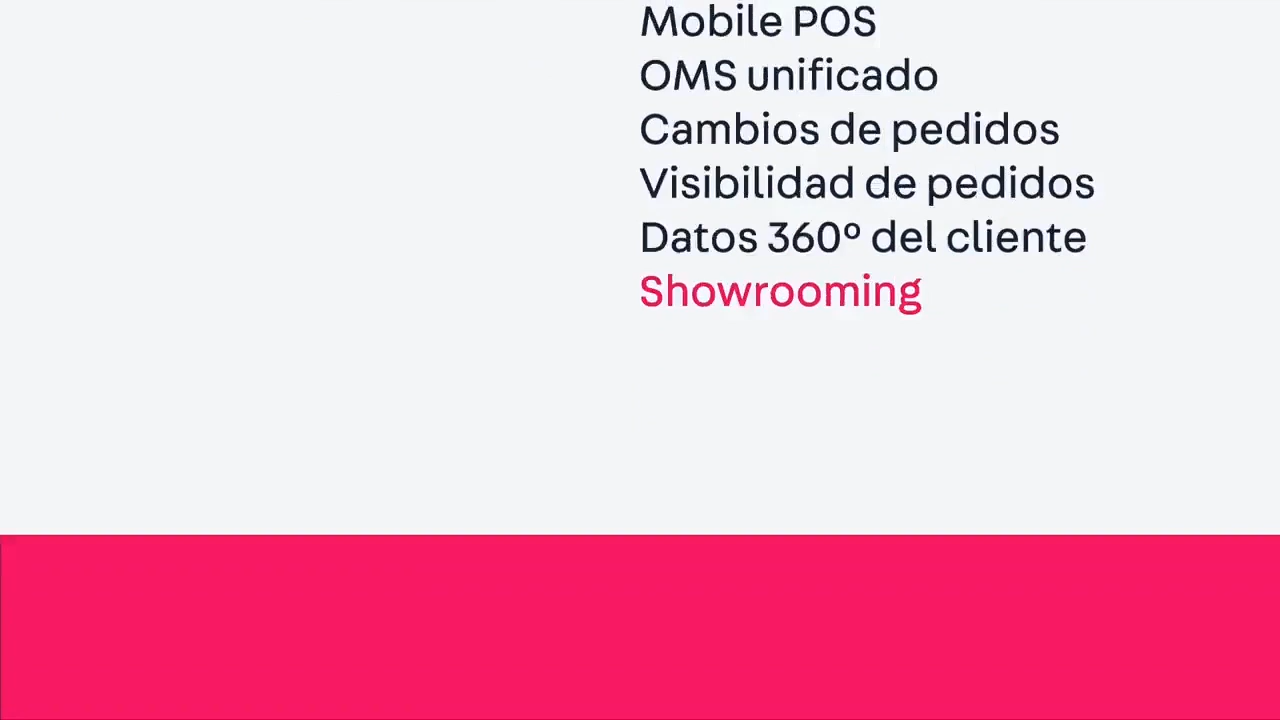 Mobile POS
OMS unificado
Cambios de pedidos
Visibilidad de pedidos
Datos 360º del cliente
Showrooming